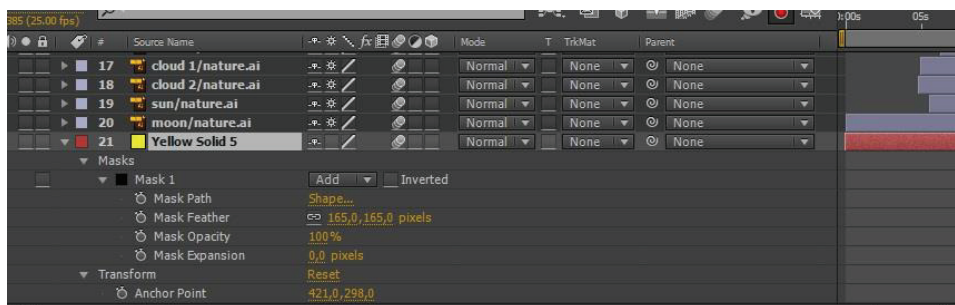 385 (25.00 fps)
):00s 05s
# Source Name fx Mode T TrkMat Parent
17 cloud 1/nature.ai Normal None None
18 cloud 2/nature.ai Normal None None
19 sun/nature.ai Normal None None
20 moon/nature.ai Normal None None
21 Yellow Solid 5 Normal None None
Masks
Mask 1 Add Inverted
Mask Path Shape...
Mask Feather 165,0,165,0 pixels
Mask Opacity 100%
Mask Expansion 0,0 pixels
Transform Reset
Anchor Point 421,0,298,0